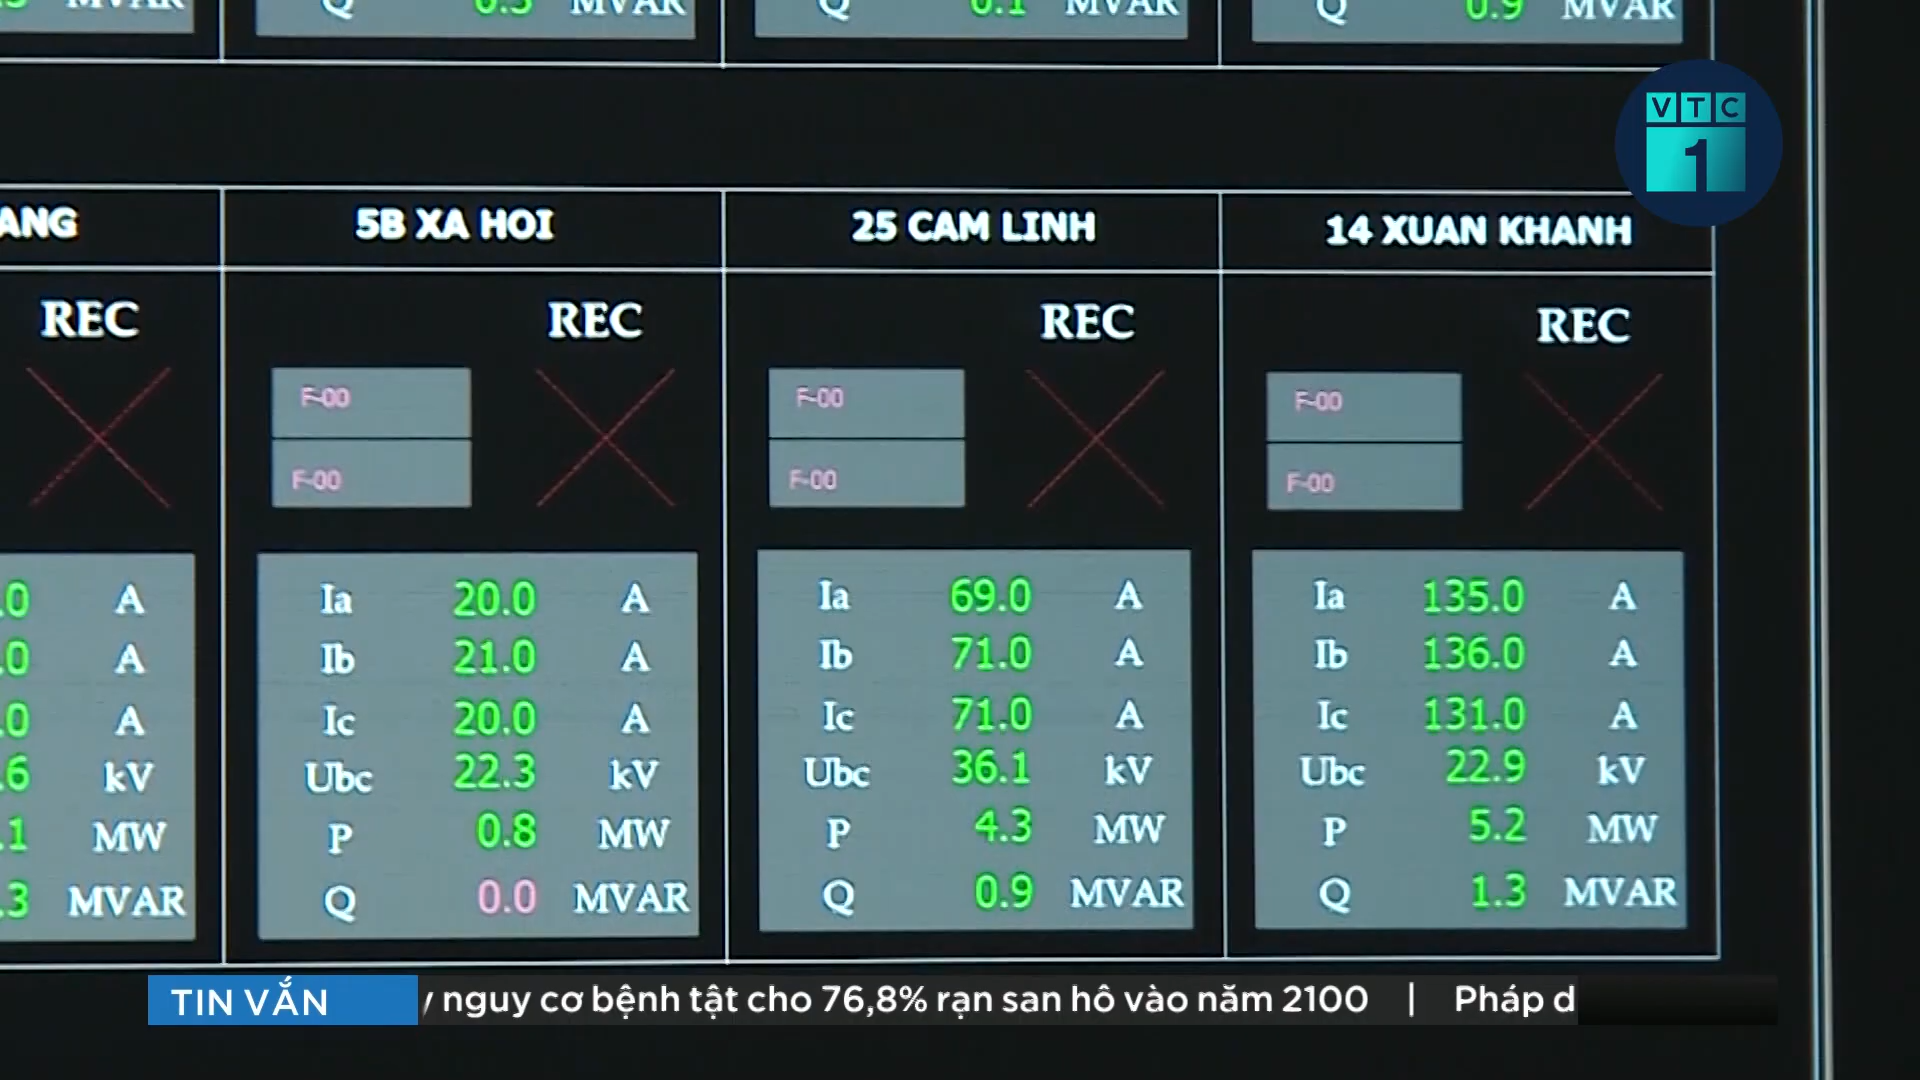 Q 0.1 MVAR
Q 0.9 MVAR
VTC
1
ANG
5B XA HOI
25 CAM LINH
14 XUAN KHANH
REC
REC
REC
REC
F-00
F-00
F-00
F-00
F-00
F-00
.0 A
.0 A
.0 A
.6 kV
.1 MW
.3 MVAR
Ia 20.0 A
Ib 21.0 A
Ic 20.0 A
Ubc 22.3 kV
P 0.8 MW
Q 0.0 MVAR
Ia 69.0 A
Ib 71.0 A
Ic 71.0 A
Ubc 36.1 kV
P 4.3 MW
Q 0.9 MVAR
Ia 135.0 A
Ib 136.0 A
Ic 131.0 A
Ubc 22.9 kV
P 5.2 MW
Q 1.3 MVAR
TIN VẮN
nguy cơ bệnh tật cho 76,8% rạn san hô vào năm 2100 | Pháp d